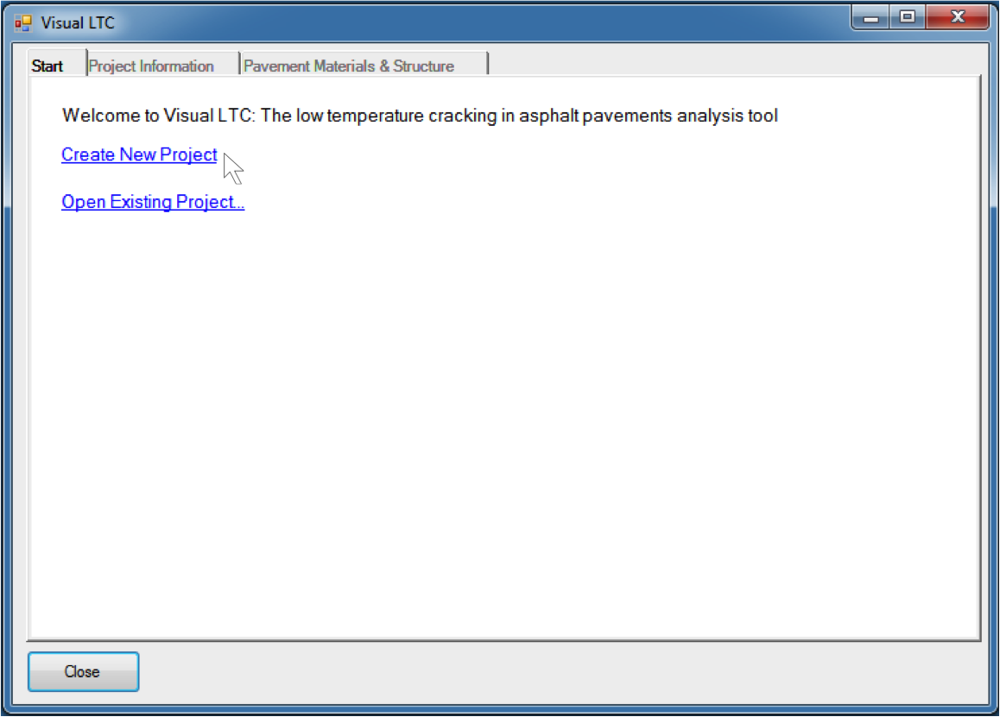 Visual LTC
Start Project Information Pavement Materials & Structure
Welcome to Visual LTC: The low temperature cracking in asphalt pavements analysis tool
Create New Project
Open Existing Project...
Close